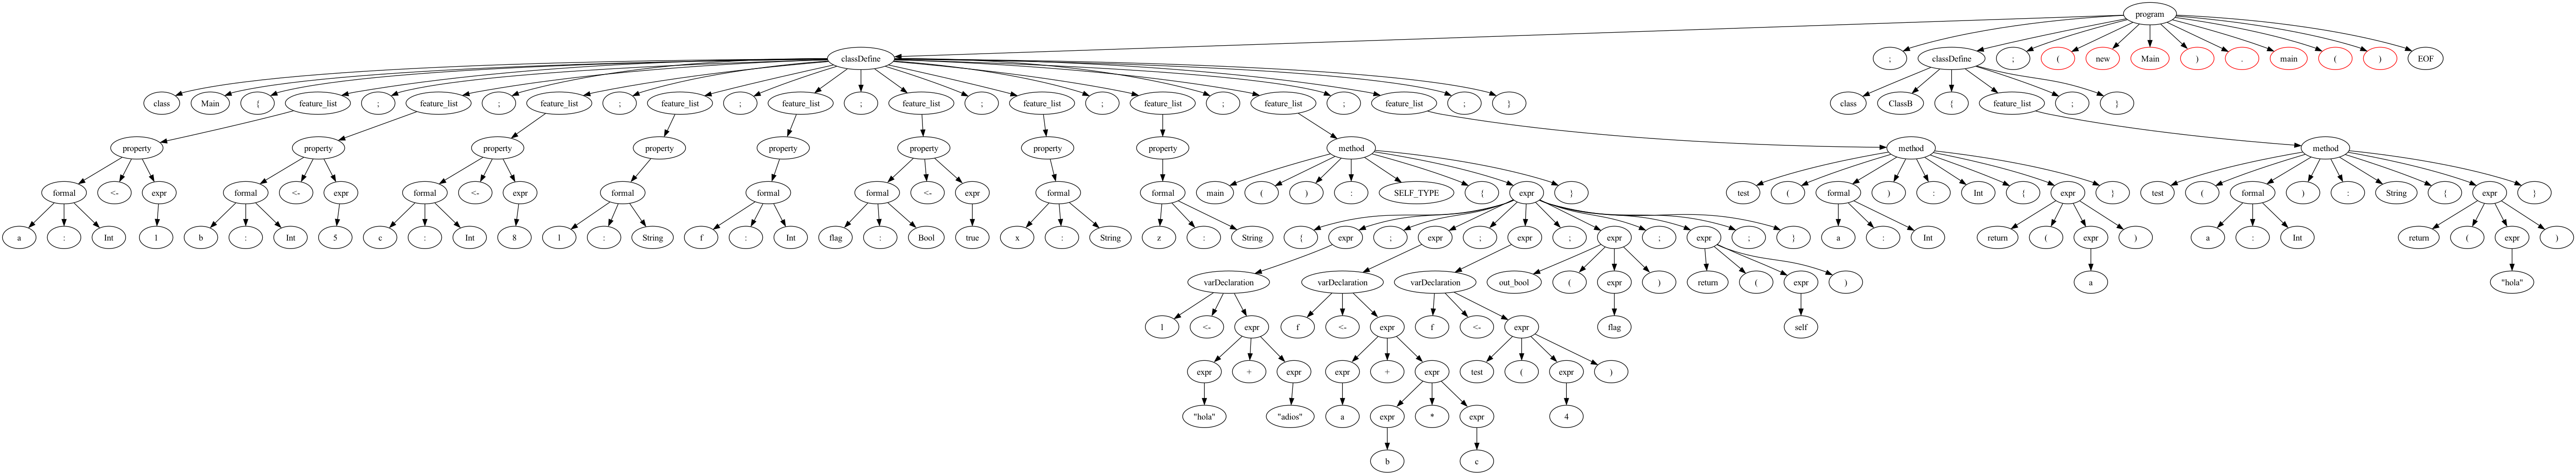 program
classDefine ; classDefine ; ( new Main ) . main ( ) EOF
class Main { feature_list ; feature_list ; feature_list ; feature_list ; feature_list ; feature_list ; feature_list ; feature_list ; feature_list ; feature_list ; } class ClassB { feature_list ; }
property property property property property property property property method method method
formal <- expr formal <- expr formal <- expr formal formal formal <- expr formal formal main ( ) : SELF_TYPE { expr } test ( formal ) : Int { expr } test ( formal ) : String { expr }
a : Int 1 b : Int 5 c : Int 8 l : String f : Int flag : Bool true x : String z : String { expr ; expr ; expr ; expr ; expr ; } a : Int return ( expr ) a : Int return ( expr )
varDeclaration varDeclaration varDeclaration out_bool ( expr ) return ( expr ) a "hola"
l <- expr f <- expr f <- expr flag self
expr + expr expr + expr test ( expr )
"hola" "adios" a expr * expr 4
b c